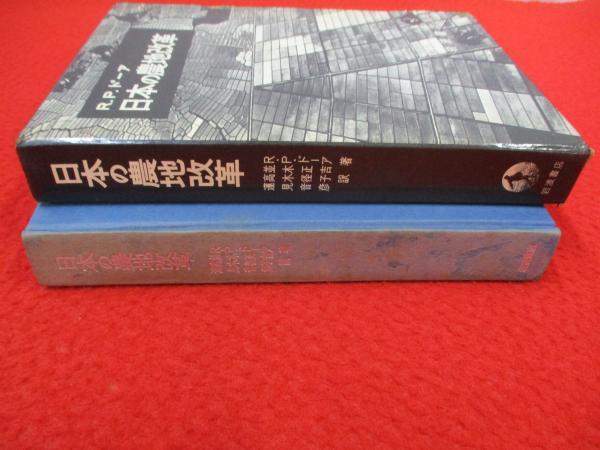 R.P.ドーア
日本の農地改革
日本の農地改革
R・P・ドーア 著
並木正吉
高木径子 訳
蓮見音彦
岩波書店
日本の農地改革